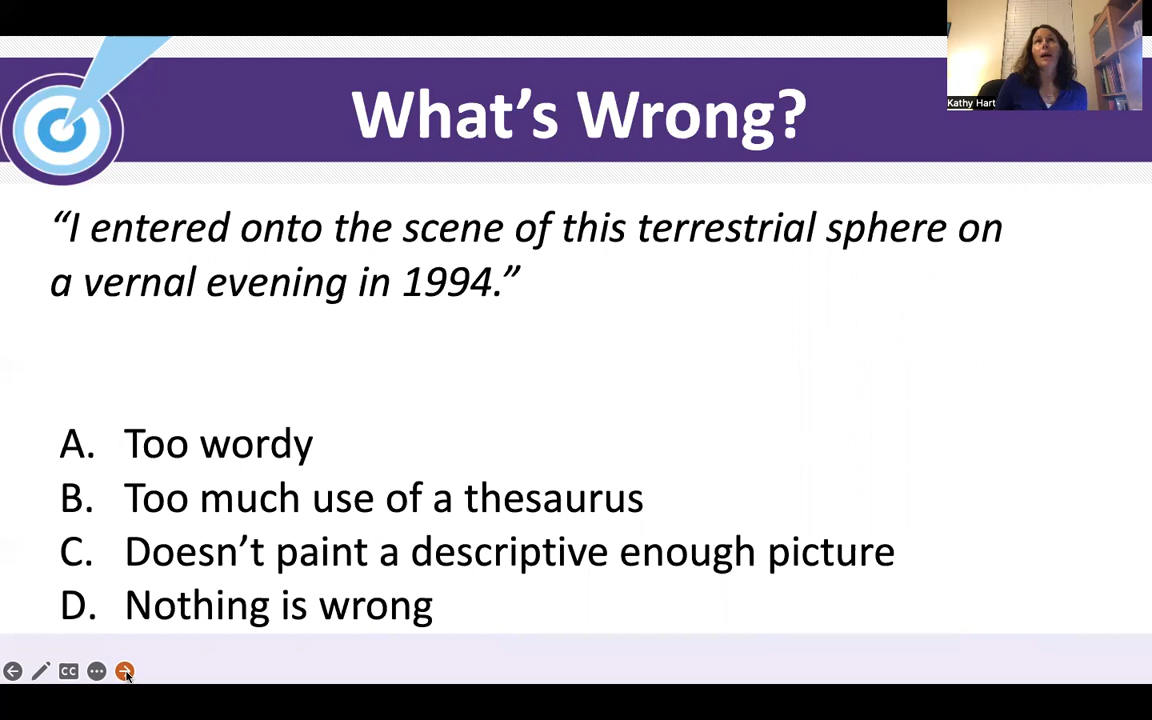 What's Wrong?
Kathy Hart
“I entered onto the scene of this terrestrial sphere on
a vernal evening in 1994.”
A. Too wordy
B. Too much use of a thesaurus
C. Doesn't paint a descriptive enough picture
D. Nothing is wrong
CC